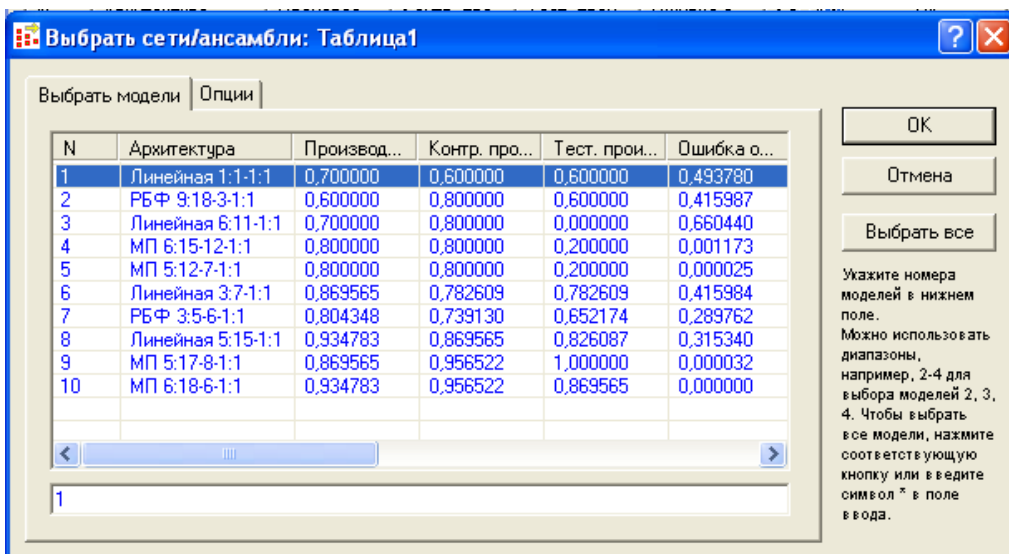 Выбрать сети/ансамбли: Таблица1
Выбрать модели Опции
N Архитектура Производ... Контр. про... Тест. прои... Ошибка о...
1 Линейная 1:1-1:1 0,700000 0,600000 0,600000 0,493780
2 РБФ 9:18-3-1:1 0,600000 0,800000 0,600000 0,415987
3 Линейная 6:11-1:1 0,700000 0,800000 0,000000 0,660440
4 МП 6:15-12-1:1 0,800000 0,800000 0,200000 0,001173
5 МП 5:12-7-1:1 0,800000 0,800000 0,200000 0,000025
6 Линейная 3:7-1:1 0,869565 0,782609 0,782609 0,415984
7 РБФ 3:5-6-1:1 0,804348 0,739130 0,652174 0,289762
8 Линейная 5:15-1:1 0,934783 0,869565 0,826087 0,315340
9 МП 5:17-8-1:1 0,869565 0,956522 1,000000 0,000032
10 МП 6:18-6-1:1 0,934783 0,956522 0,869565 0,000000
1
OK
Отмена
Выбрать все
Укажите номера
моделей в нижнем
поле.
Можно использовать
диапазоны,
например, 2-4 для
выбора моделей 2, 3,
4. Чтобы выбрать
все модели, нажмите
соответствующую
кнопку или введите
символ * в поле
ввода.